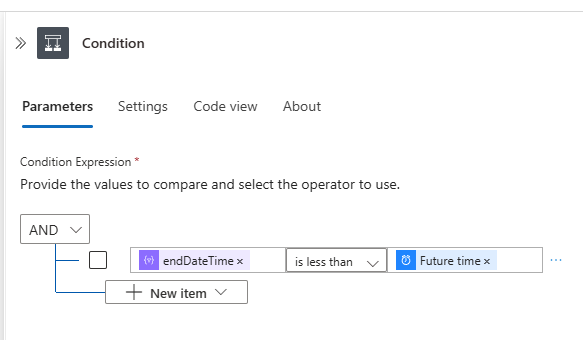 Condition
Parameters Settings Code view About
Condition Expression *
Provide the values to compare and select the operator to use.
AND
{v} endDateTime × is less than Future time × ...
New item